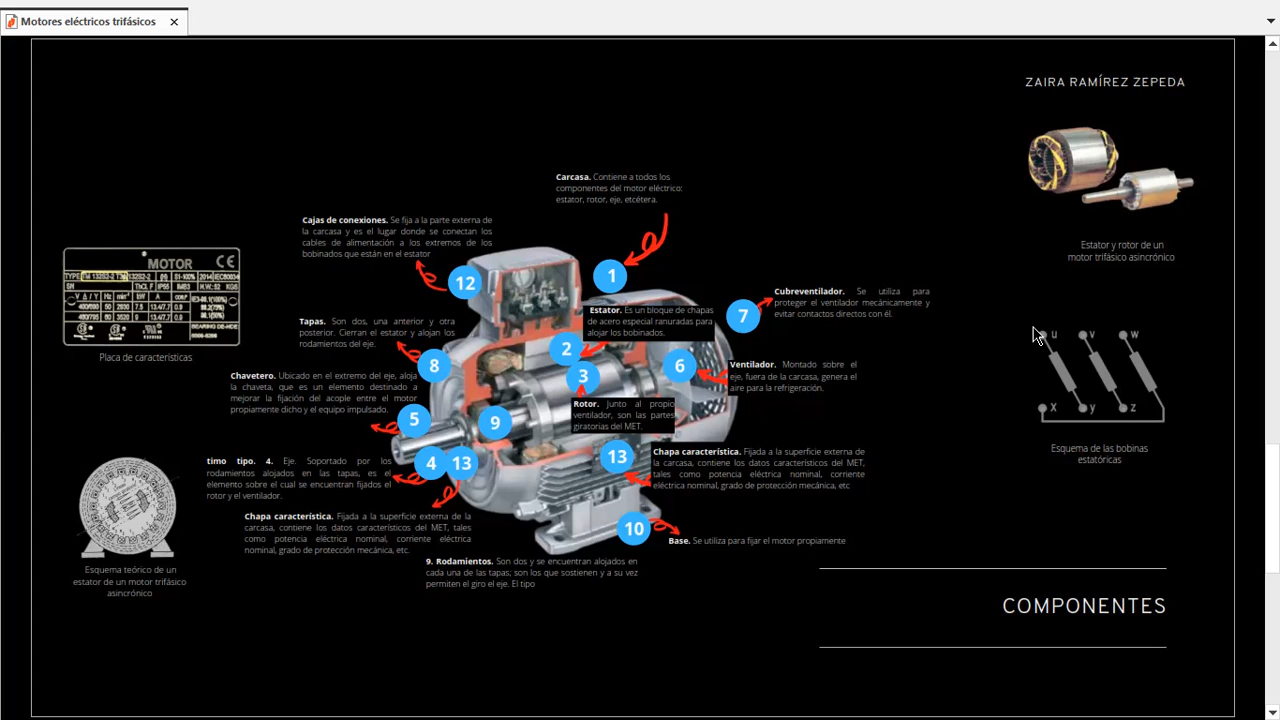 Motores eléctricos trifásicos
ZAIRA RAMÍREZ ZEPEDA
Carcasa. Contiene a todos los
componentes del motor eléctrico:
estator, rotor, eje, etcétera.
Cajas de conexiones. Se fija a la parte externa de
la carcasa y es el lugar donde se conectan los
cables de alimentación a los extremos de los
bobinados que están en el estator
MOTOR
Placa de características
12
1
Estator. Es un bloque de chapas
de acero especial ranuradas para
alojar los bobinados.
7
Cubreventilador. Se utiliza para
proteger el ventilador mecánicamente y
evitar contactos directos con él.
Estator y rotor de un
motor trifásico asincrónico
Tapas. Son dos, una anterior y otra
posterior. Cierran el estator y alojan los
rodamientos del eje.
8
2
3
6
Ventilador. Montado sobre el
eje, fuera de la carcasa, genera el
aire para la refrigeración.
u v w
X y z
Esquema de las bobinas
estatóricas
Chavetero. Ubicado en el extremo del eje, aloja
la chaveta, que es un elemento destinado a
mejorar la fijación del acople entre el motor
propiamente dicho y el equipo impulsado.
5
9
Rotor. Junto al propio
ventilador, son las partes
giratorias del MET.
timo tipo. 4. Eje. Soportado por los
rodamientos alojados en las tapas, es el
elemento sobre el cual se encuentran fijados el
rotor y el ventilador.
4
13
13
Chapa característica. Fijada a la superficie externa de
la carcasa, contiene los datos característicos del MET,
tales como potencia eléctrica nominal, corriente
eléctrica nominal, grado de protección mecánica, etc
Chapa característica. Fijada a la superficie externa de la
carcasa, contiene los datos característicos del MET, tales
como potencia eléctrica nominal, corriente eléctrica
nominal, grado de protección mecánica, etc.
10
Base. Se utiliza para fijar el motor propiamente
9. Rodamientos. Son dos y se encuentran alojados en
cada una de las tapas; son los que sostienen y a su vez
permiten el giro el eje. El tipo
Esquema teórico de un
estator de un motor trifásico
asincrónico
COMPONENTES